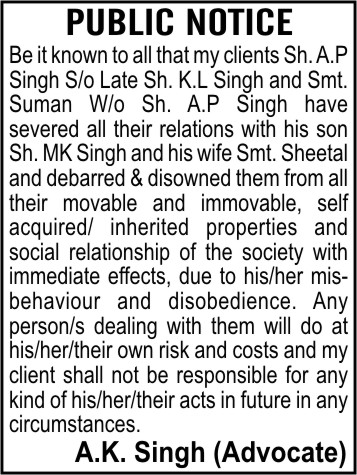 PUBLIC NOTICE
Be it known to all that my clients Sh. A.P
Singh S/o Late Sh. K.L Singh and Smt.
Suman W/o Sh. A.P Singh have
severed all their relations with his son
Sh. MK Singh and his wife Smt. Sheetal
and debarred & disowned them from all
their movable and immovable, self
acquired/ inherited properties and
social relationship of the society with
immediate effects, due to his/her mis-
behaviour and disobedience. Any
person/s dealing with them will do at
his/her/their own risk and costs and my
client shall not be responsible for any
kind of his/her/their acts in future in any
circumstances.
A.K. Singh (Advocate)